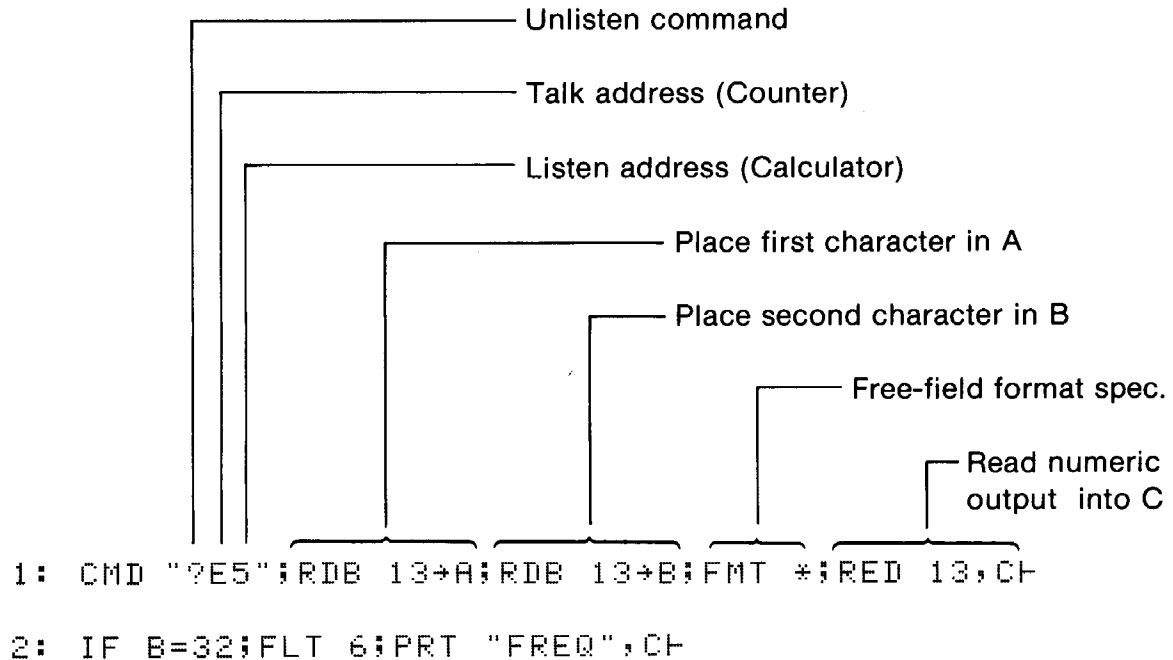 Unlisten command
Talk address (Counter)
Listen address (Calculator)
Place first character in A
Place second character in B
Free-field format spec.
Read numeric
output into C
1: CMD "?E5";RDB 13→A;RDB 13→B;FMT *;RED 13,C⊢
2: IF B=32;FLT 6;PRT "FREQ",C⊢